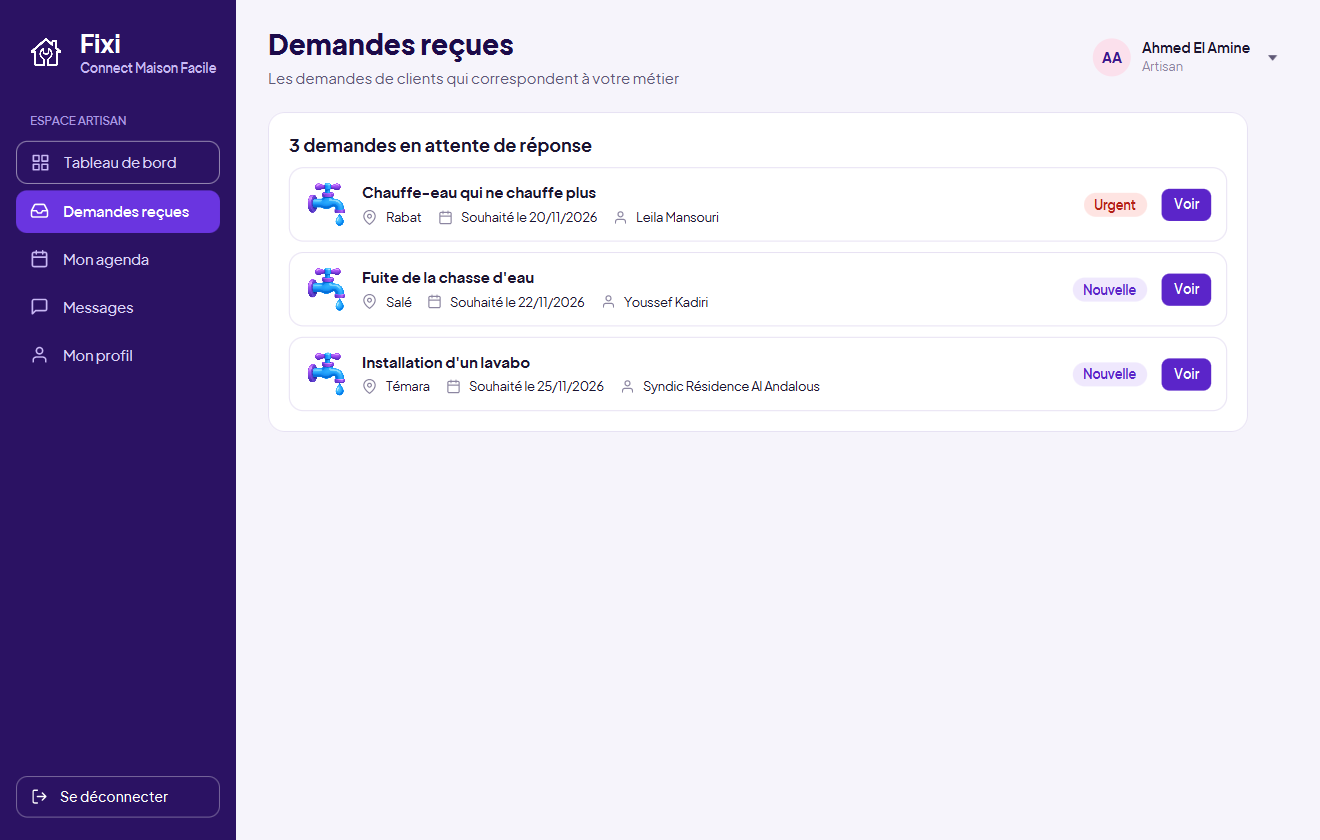 Fixi
Connect Maison Facile
ESPACE ARTISAN
Tableau de bord
Demandes reçues
Mon agenda
Messages
Mon profil
Se déconnecter
Demandes reçues
Les demandes de clients qui correspondent à votre métier
AA
Ahmed El Amine
Artisan
3 demandes en attente de réponse
Chauffe-eau qui ne chauffe plus
Rabat Souhaité le 20/11/2026 Leila Mansouri
Urgent
Voir
Fuite de la chasse d'eau
Salé Souhaité le 22/11/2026 Youssef Kadiri
Nouvelle
Voir
Installation d'un lavabo
Témara Souhaité le 25/11/2026 Syndic Résidence Al Andalous
Nouvelle
Voir